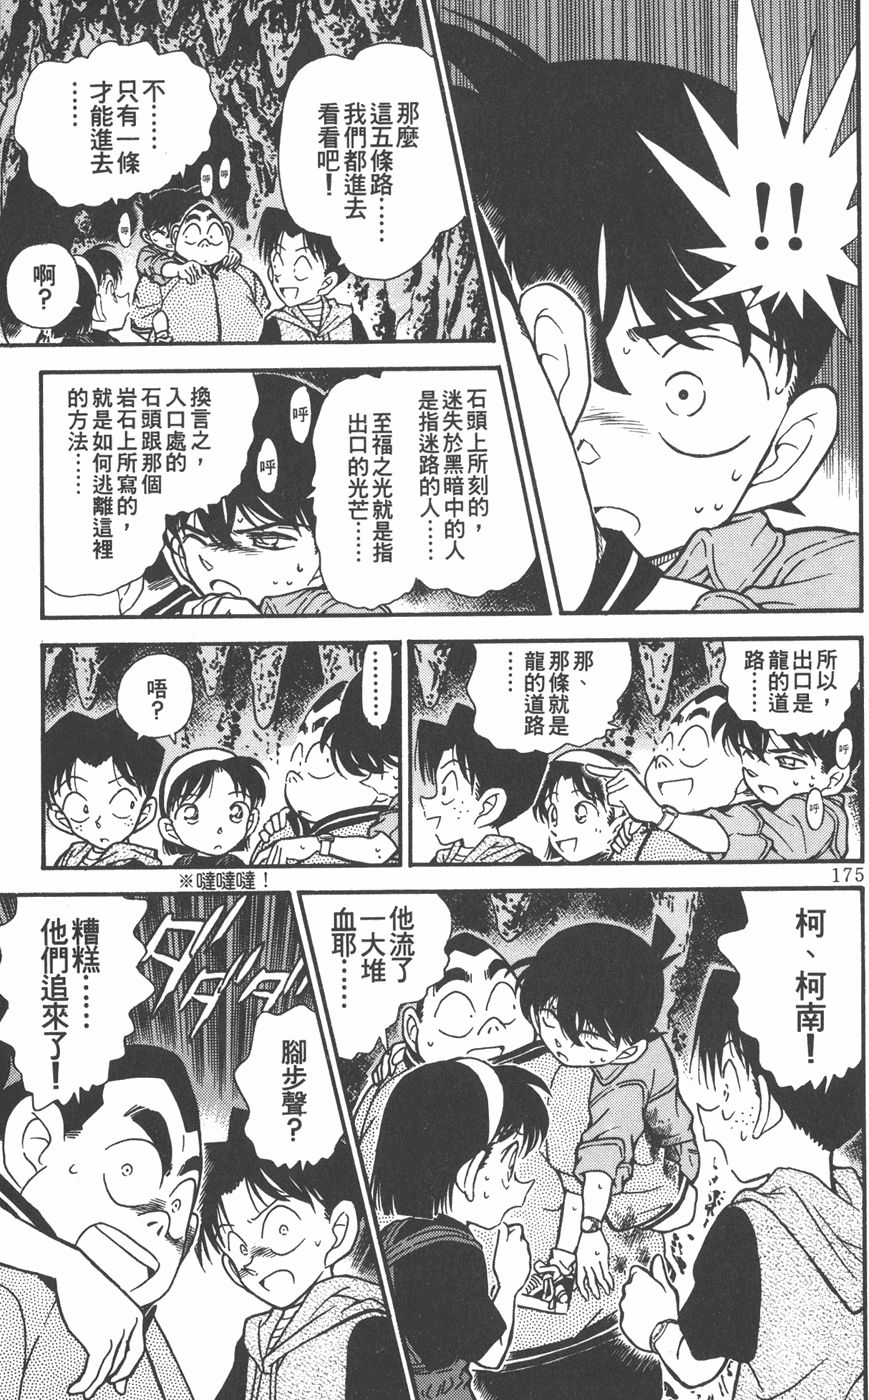 ！！
那麼
這五條路……
我們都進去
看看吧！
不……
只有一條
才能進去
……
呼
呼
呼
啊？
石頭上所刻的，
迷失於黑暗中的人
是指迷路的人……
至福之光就是指
出口的光芒……
呼
呼
換言之，
入口處的
石頭跟那個
岩石上所寫的，
就是如何逃離這裡
的方法……
所以，
出口是
龍的道
路……
呼
呼
那、
那條就是
龍的道路
……
……
唔？
175
※噠噠噠！
柯、柯南！
他流了
一大堆
血耶……
ダダダッ
腳步聲？
糟糕……
他們追來了！